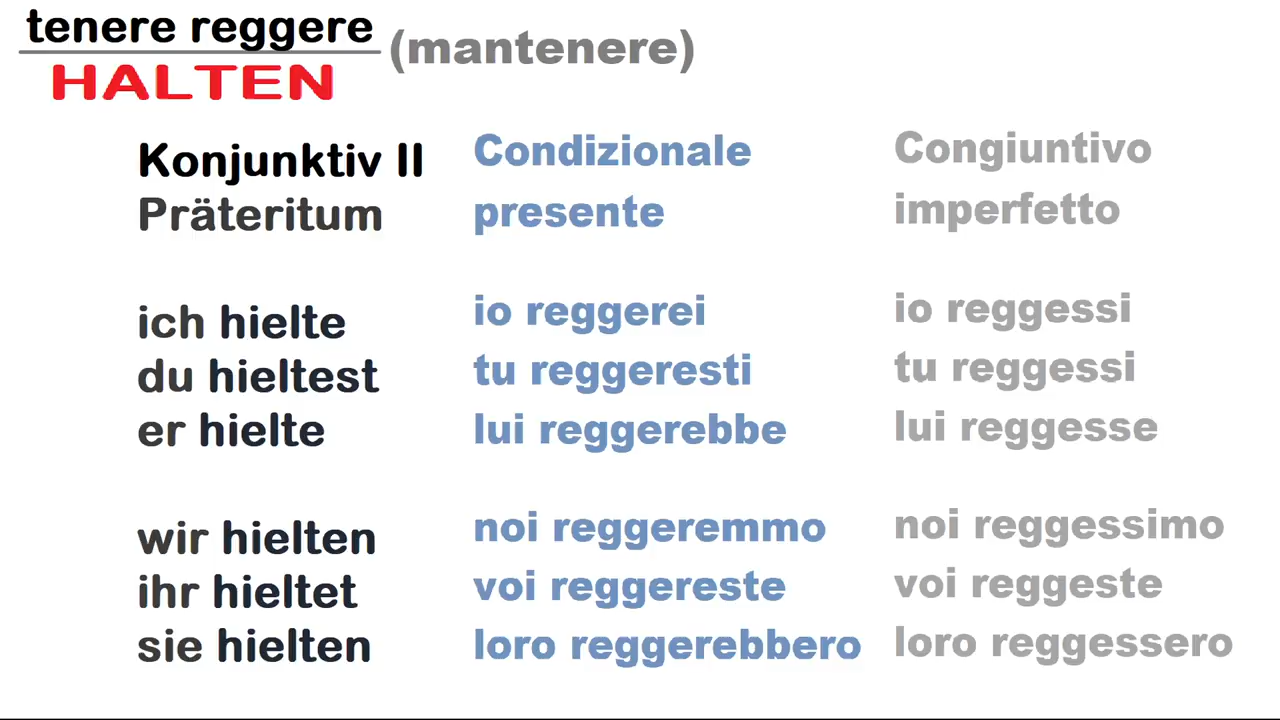 tenere reggere
(mantenere)
HALTEN
Konjunktiv II
Präteritum
ich hielte
du hieltest
er hielte
wir hielten
ihr hieltet
sie hielten
Condizionale
presente
io reggerei
tu reggeresti
lui reggerebbe
noi reggeremmo
voi reggereste
loro reggerebbero
Congiuntivo
imperfetto
io reggessi
tu reggessi
lui reggesse
noi reggessimo
voi reggeste
loro reggessero